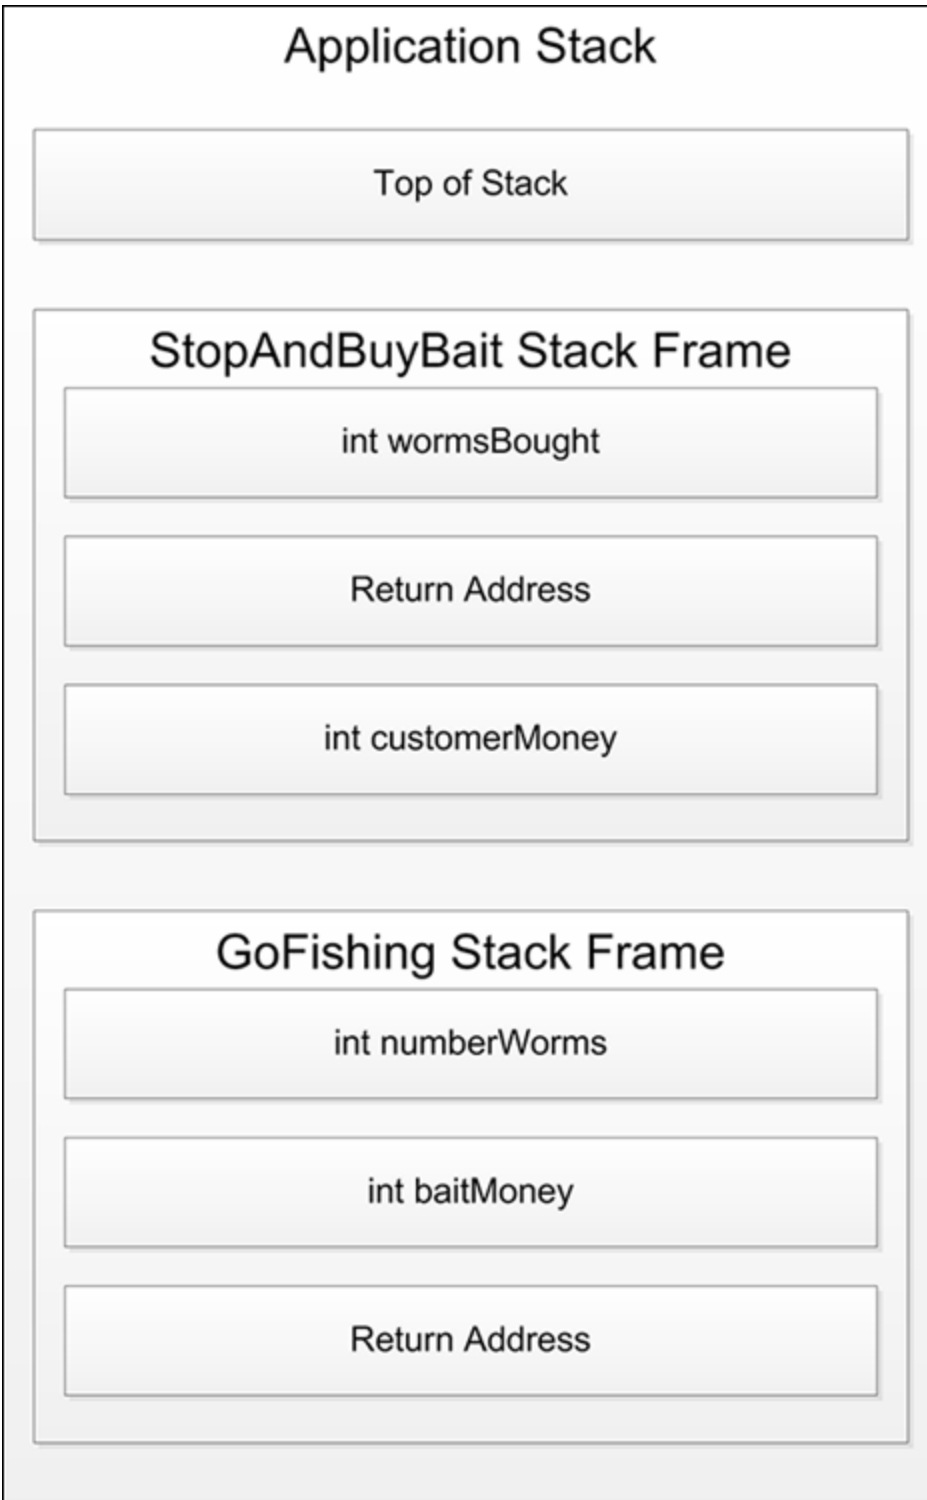 Application Stack
Top of Stack
StopAndBuyBait Stack Frame
int wormsBought
Return Address
int customerMoney
GoFishing Stack Frame
int numberWorms
int baitMoney
Return Address